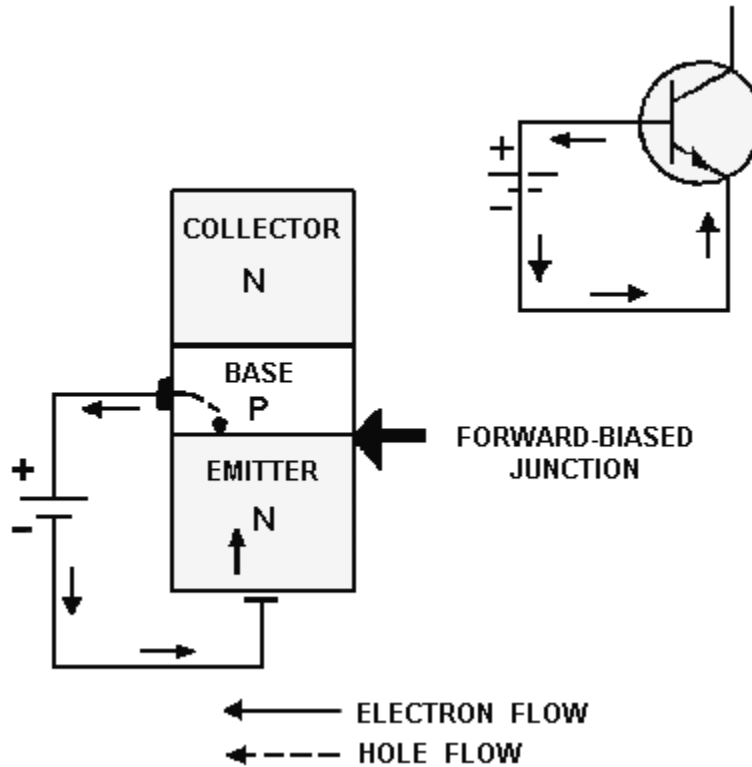 +
-
COLLECTOR
N
BASE
P
FORWARD-BIASED
JUNCTION
EMITTER
N
+
-
ELECTRON FLOW
HOLE FLOW